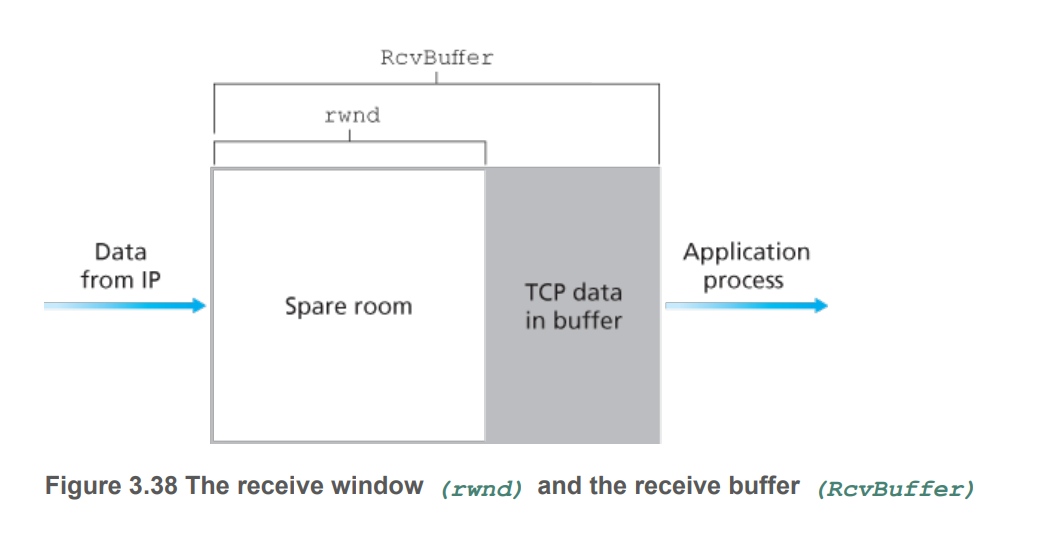 RcvBuffer
rwnd
Data
from IP
Spare room
TCP data
in buffer
Application
process
Figure 3.38 The receive window (rwnd) and the receive buffer (RcvBuffer)